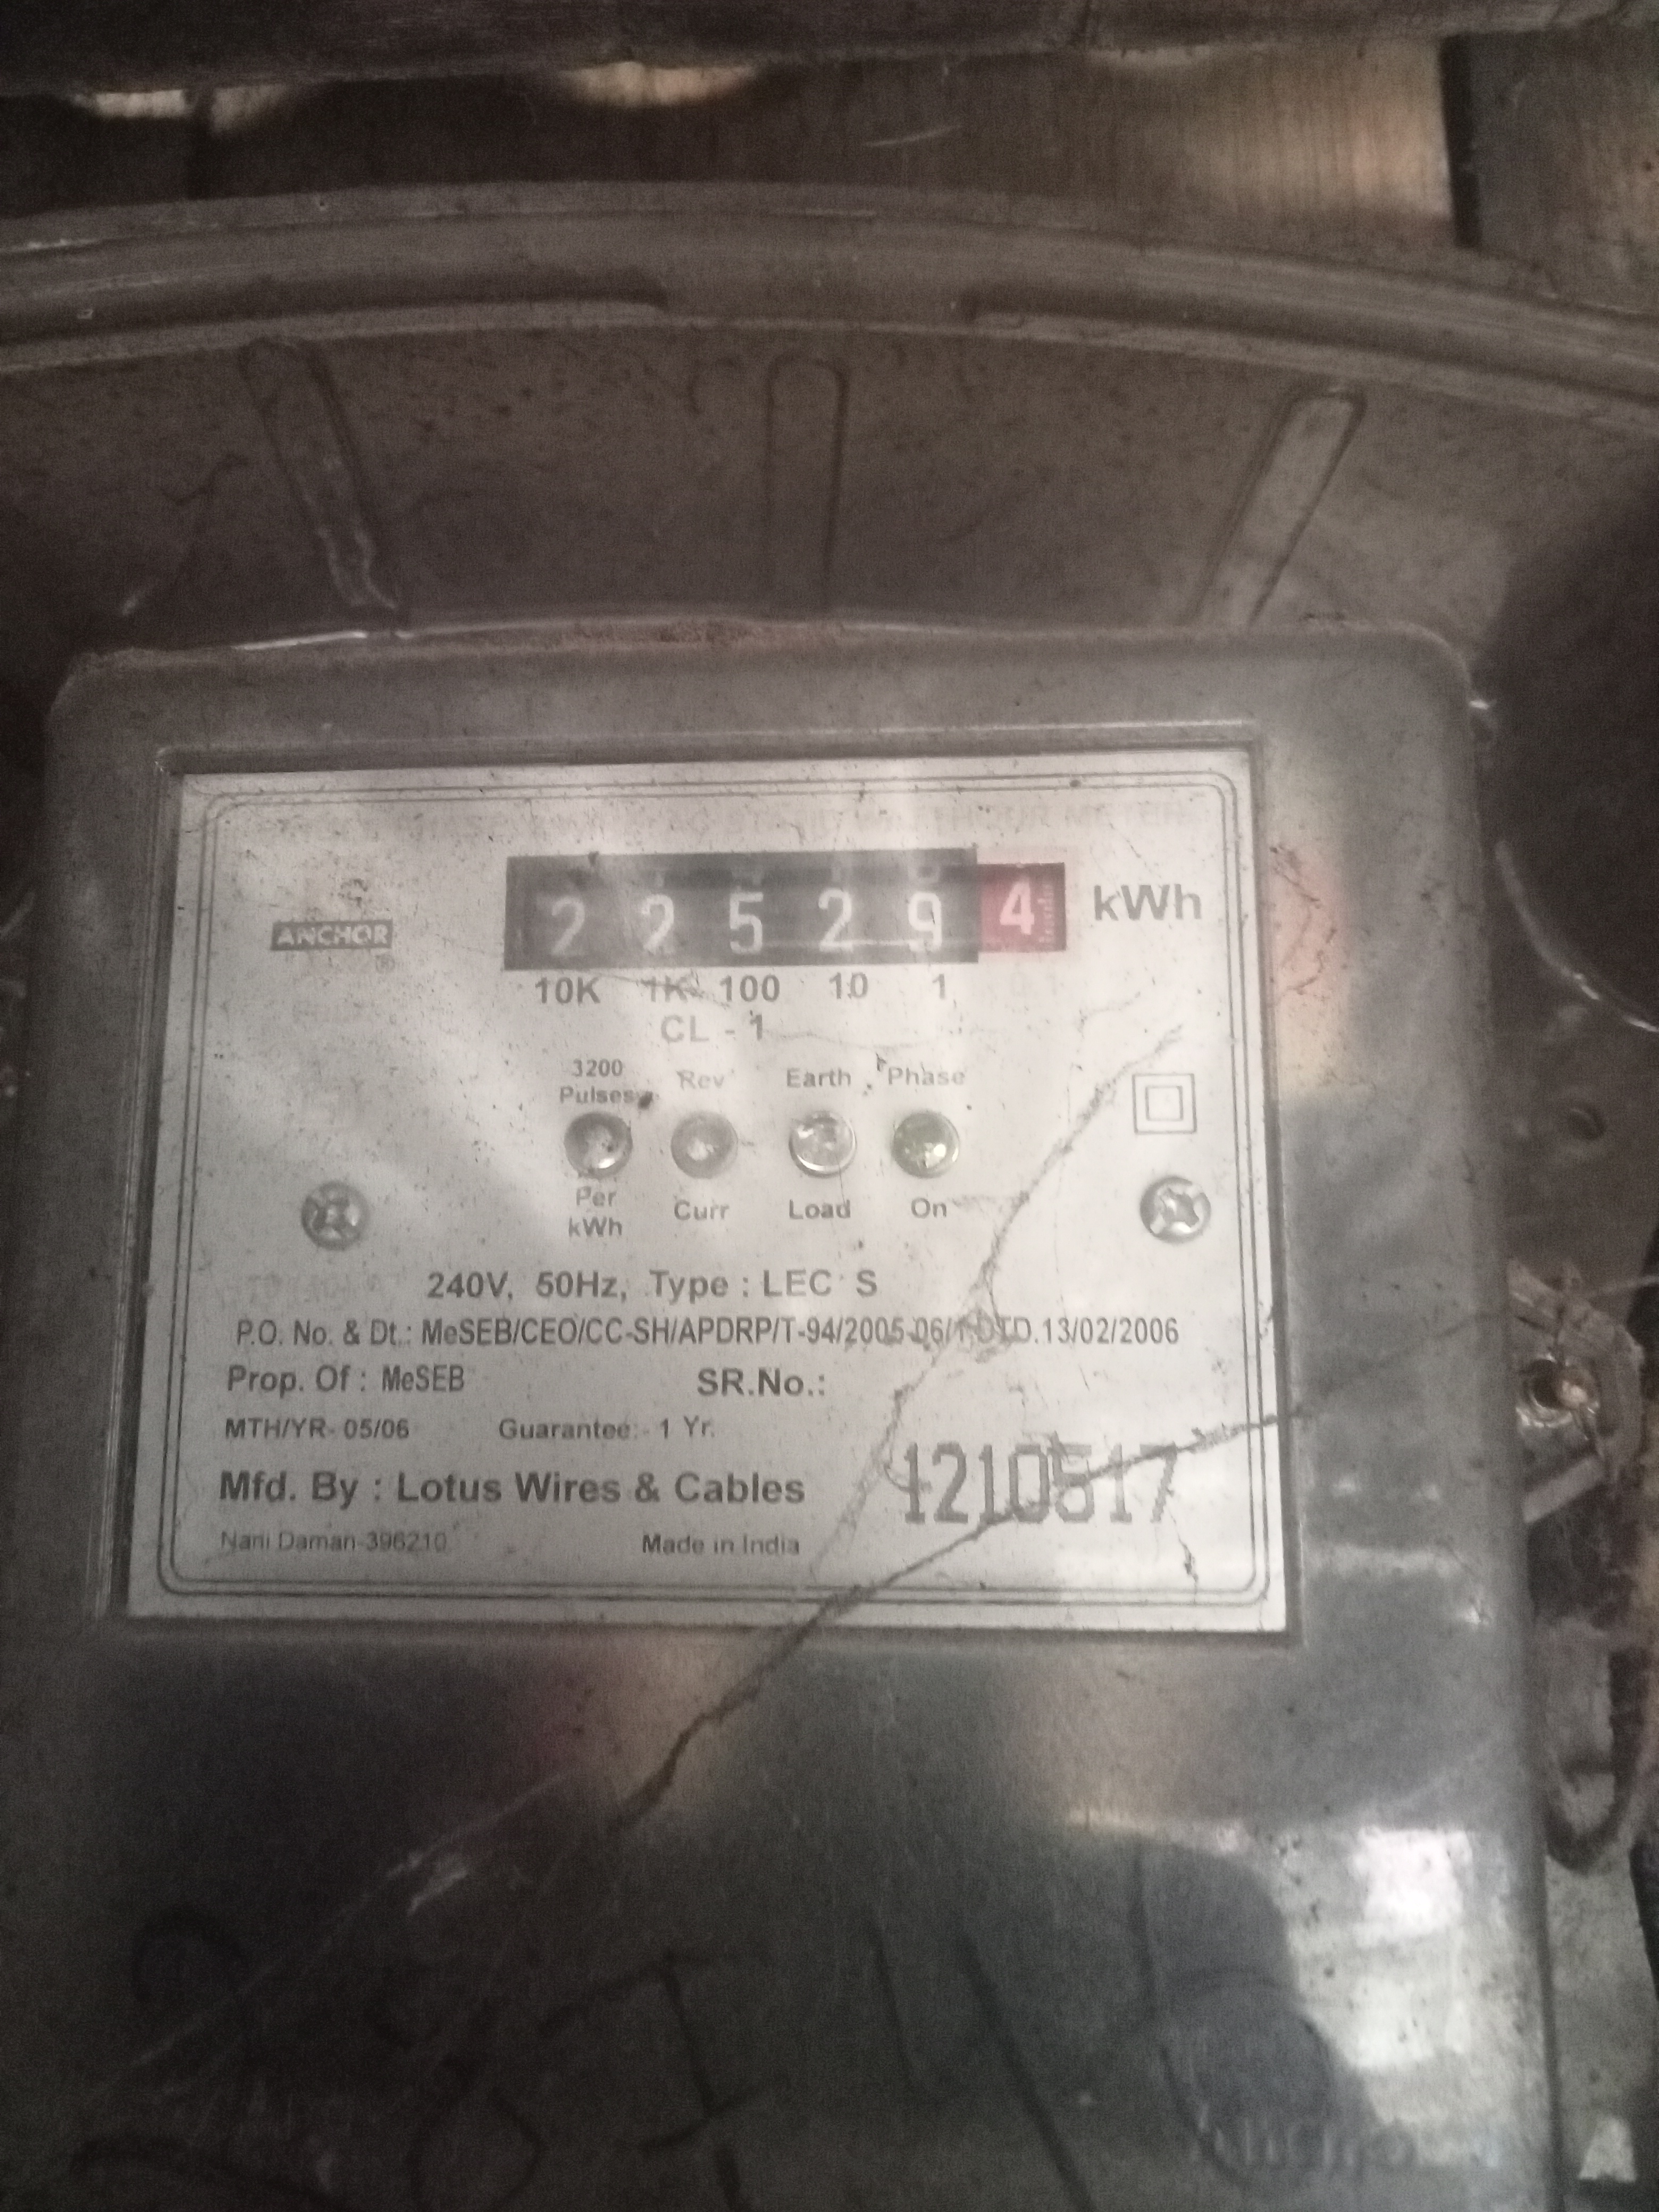 ANCHOR
®
2 2 5 2 9 4 kWh
10K 1K 100 10 1 0.1
CL - 1
3200 Pulses Per kWh
Rev Curr
Earth Load
Phase On
240V, 50Hz, Type : LEC S
P.O. No. & Dt.: MeSEB/CEO/CC-SH/APDRP/T-94/2005-06/1 DTD.13/02/2006
Prop. Of : MeSEB SR.No.:
MTH/YR- 05/06 Guarantee:- 1 Yr.
1210517
Mfd. By : Lotus Wires & Cables
Nani Daman-396210 Made in India